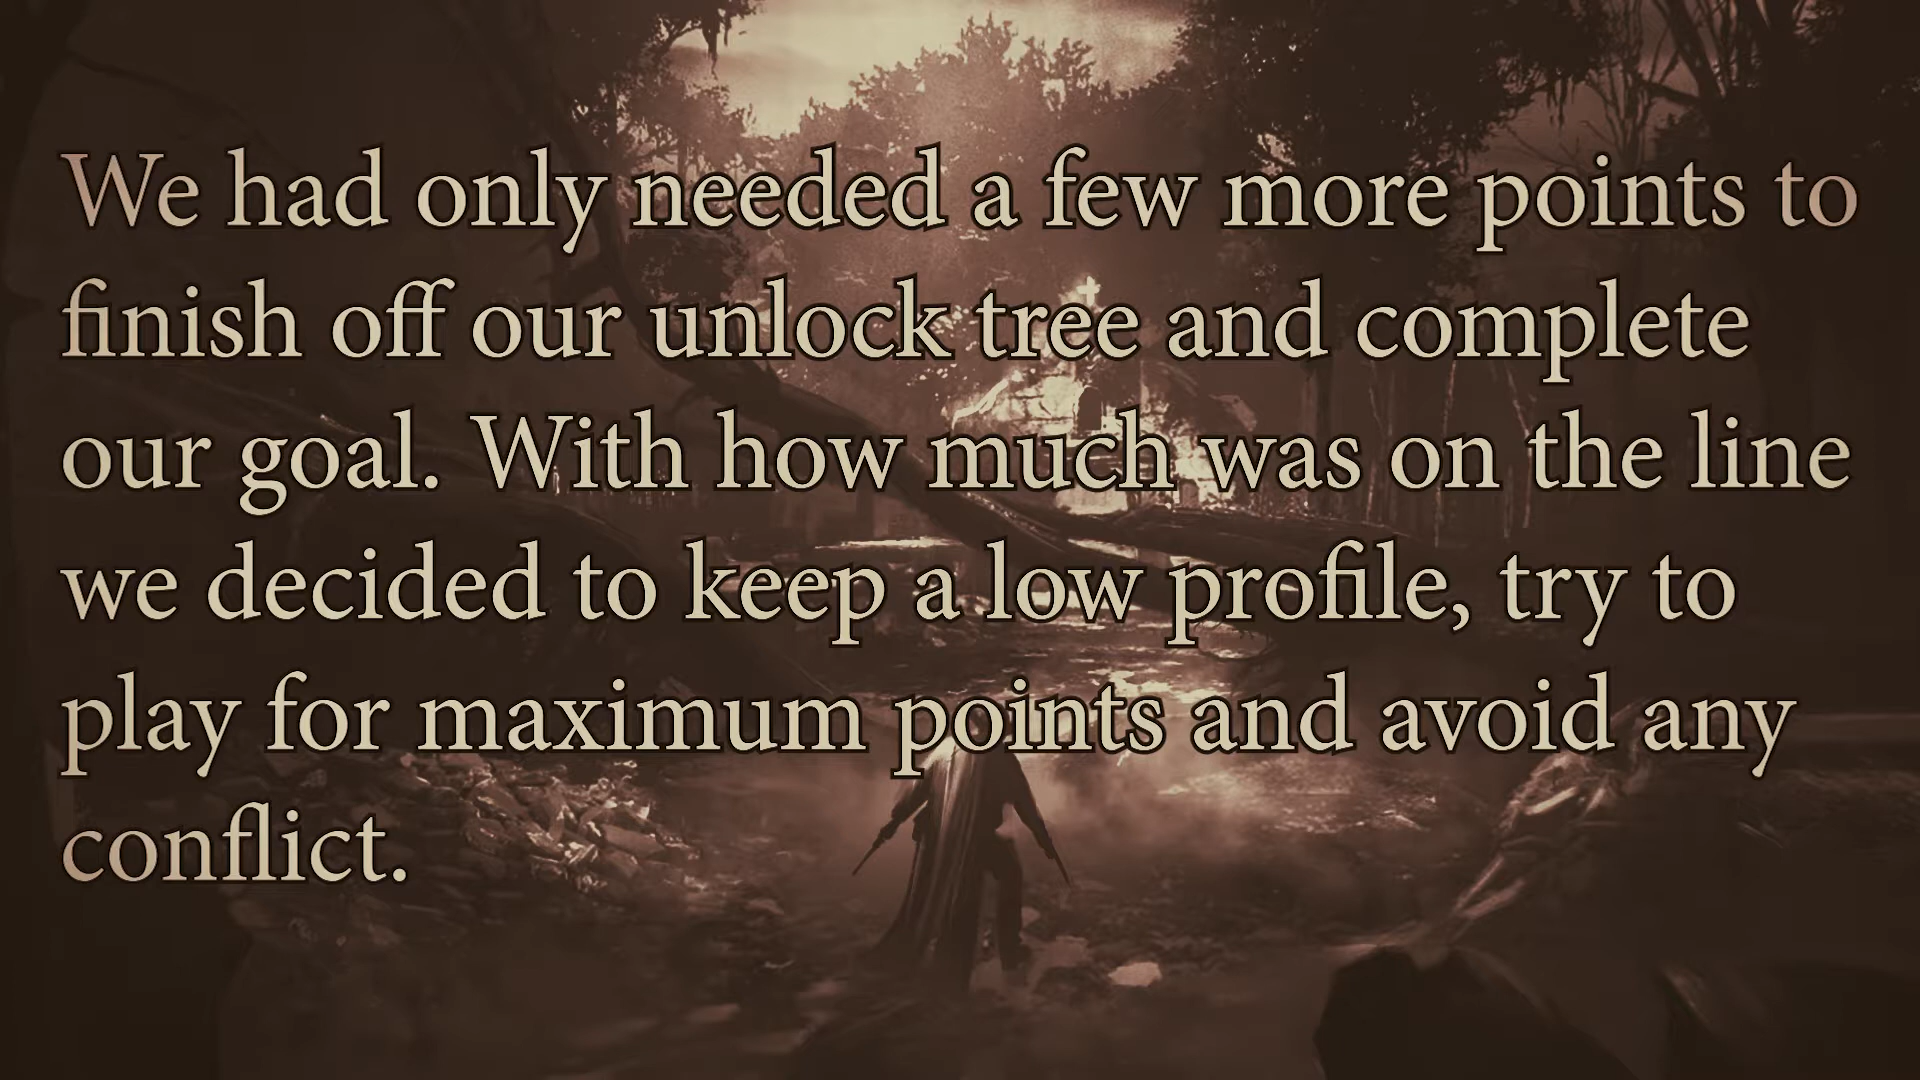 We had only needed a few more points to
finish off our unlock tree and complete
our goal. With how much was on the line
we decided to keep a low profile, try to
play for maximum points and avoid any
conflict.